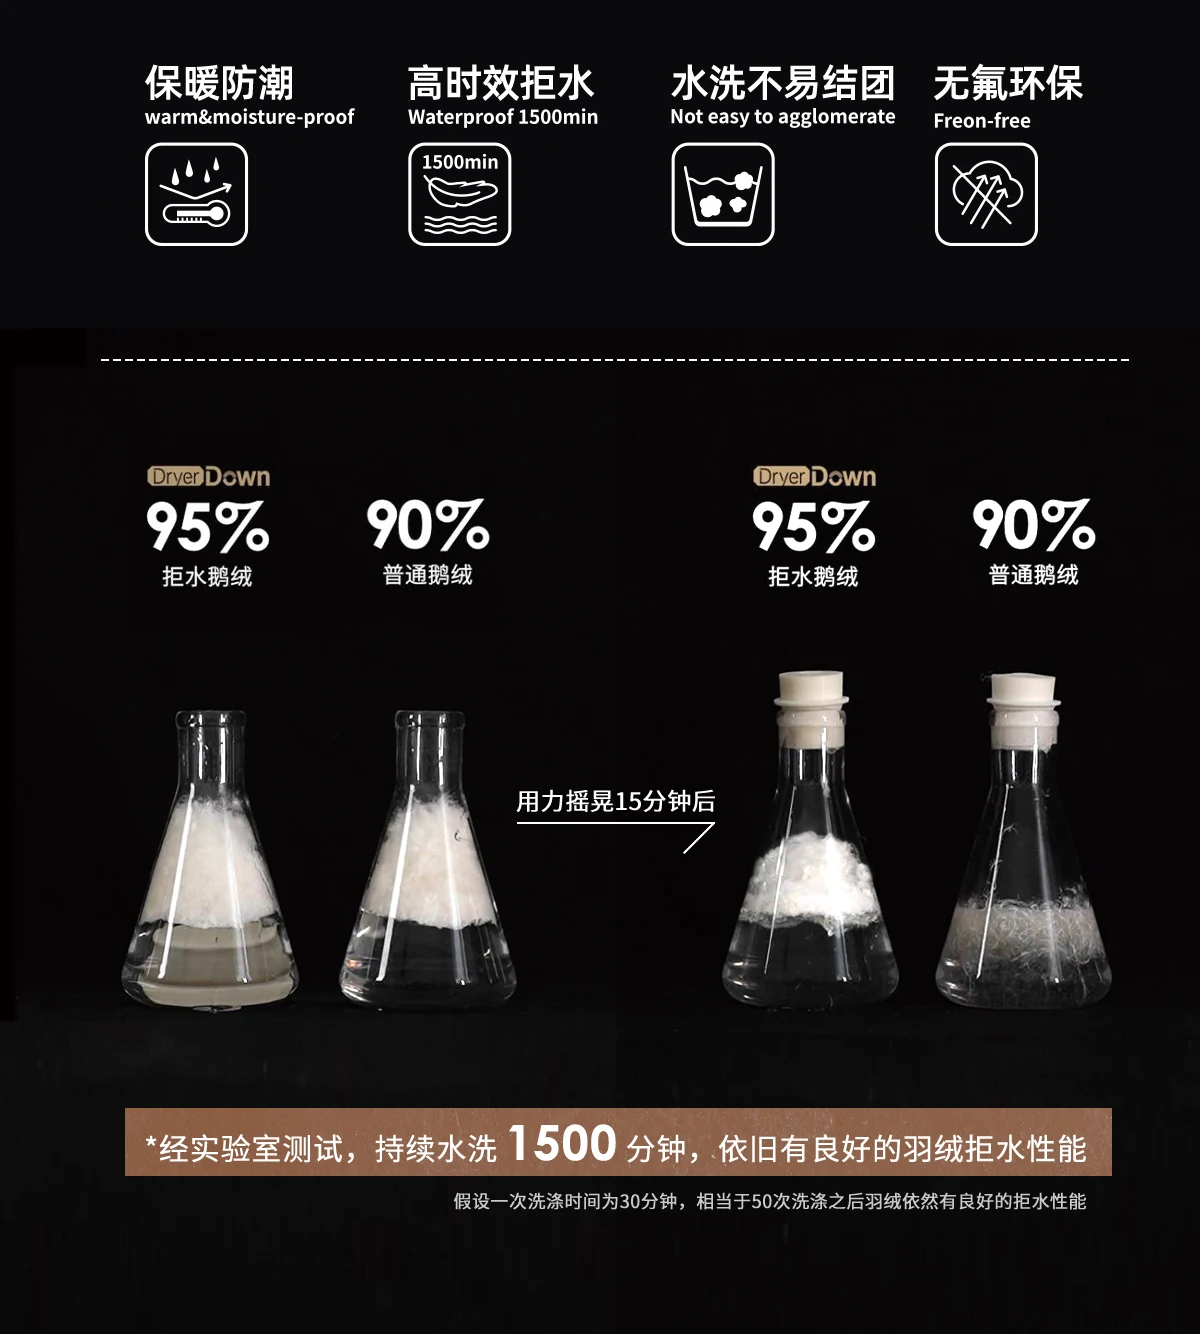 保暖防潮
warm&moisture-proof
高时效拒水
Waterproof 1500min
1500min
水洗不易结团
Not easy to agglomerate
无氟环保
Freon-free
DryerDown
95%
拒水鹅绒
90%
普通鹅绒
DryerDown
95%
拒水鹅绒
90%
普通鹅绒
用力摇晃15分钟后
*经实验室测试，持续水洗 1500 分钟，依旧有良好的羽绒拒水性能
假设一次洗涤时间为30分钟，相当于50次洗涤之后羽绒依然有良好的拒水性能